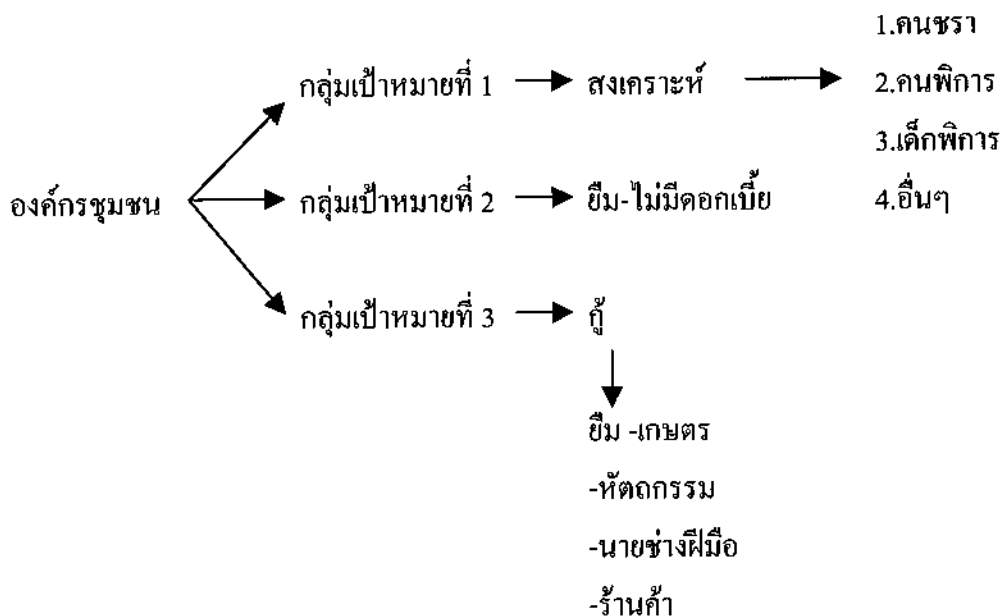 1.คนชรา
กลุ่มเป้าหมายที่ 1 สงเคราะห์ 2.คนพิการ
3.เด็กพิการ
องค์กรชุมชน กลุ่มเป้าหมายที่ 2 ยืม-ไม่มีดอกเบี้ย 4.อื่นๆ
กลุ่มเป้าหมายที่ 3 กู้
ยืม -เกษตร
-หัตถกรรม
-นายช่างฝีมือ
-ร้านค้า